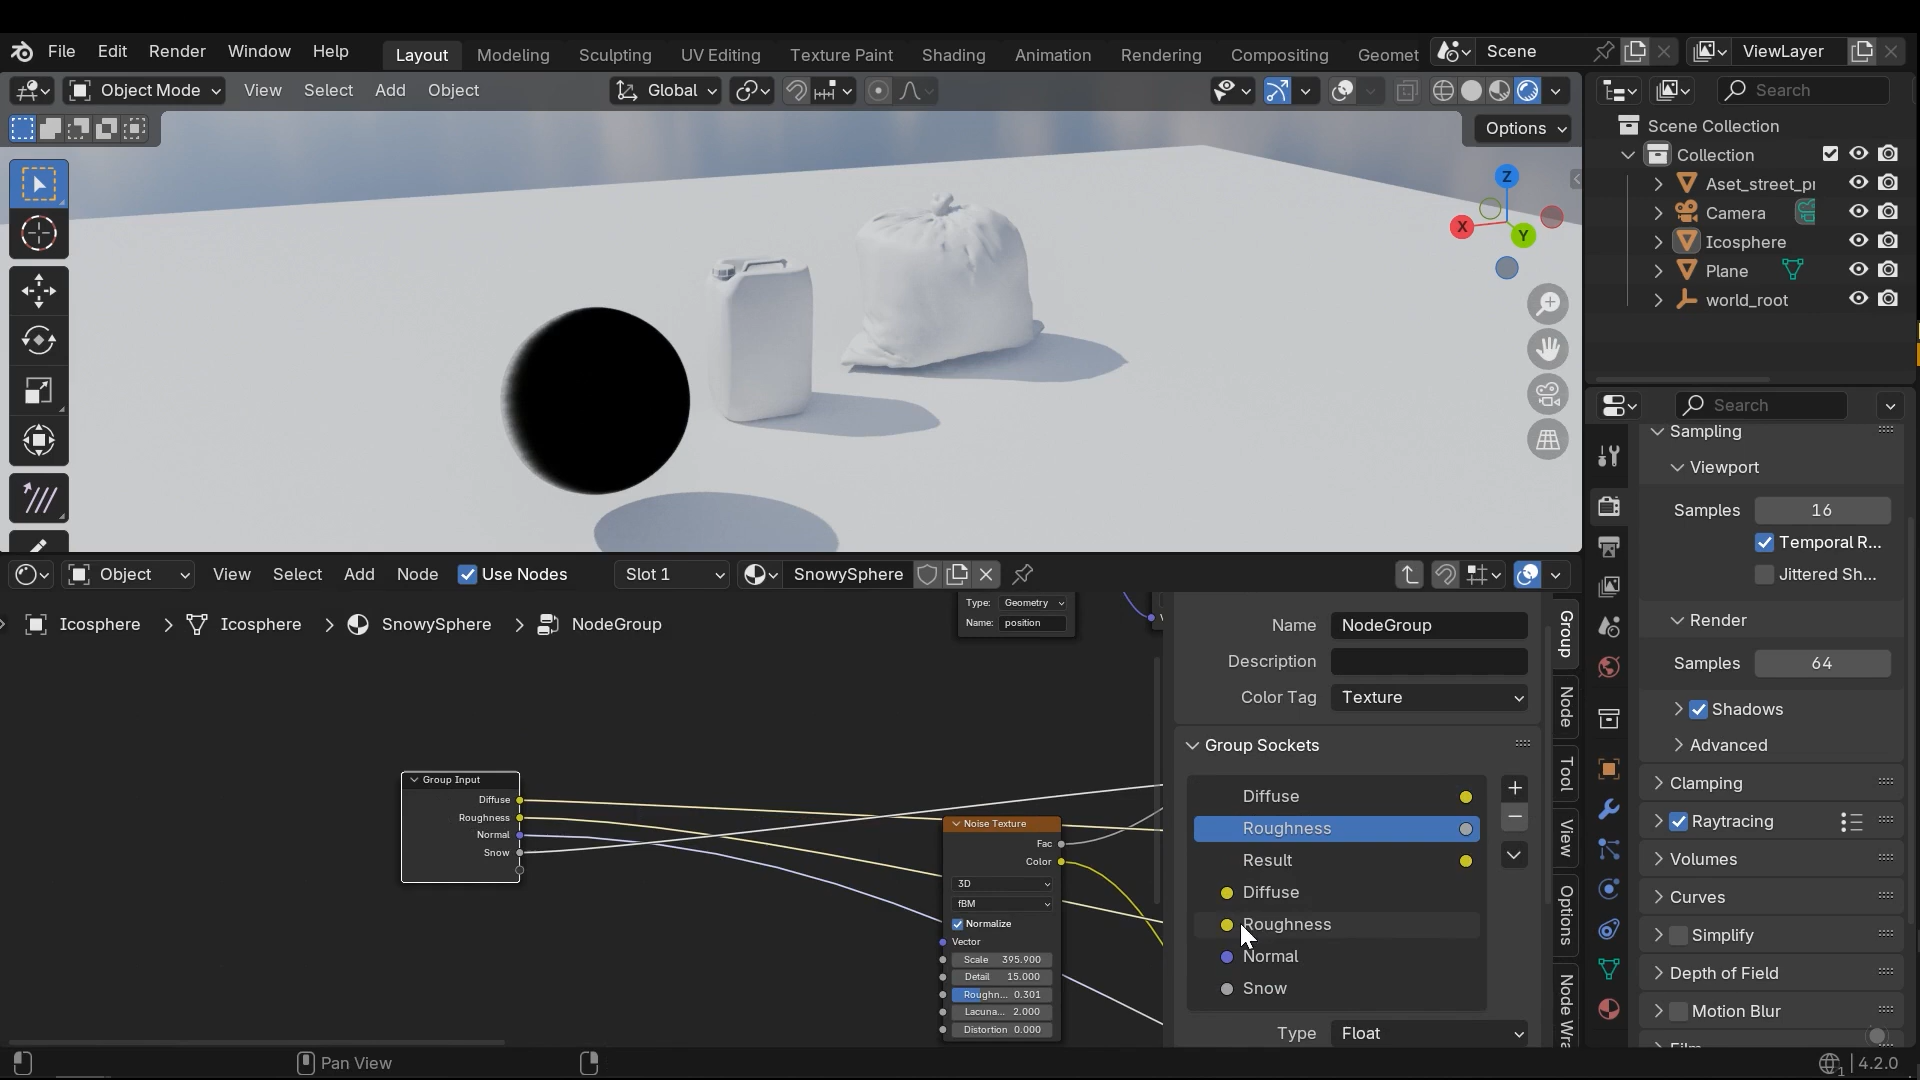 File Edit Render Window Help Layout Modeling Sculpting UV Editing Texture Paint Shading Animation Rendering Compositing Geomet Scene ViewLayer
Object Mode View Select Add Object Global Search
Options
Scene Collection
Collection
Aset_street_pr
Camera
Icosphere
Plane
world_root
Z
X
Y
Search
Sampling
Viewport
Samples 16
Temporal R...
Jittered Sh...
Render
Samples 64
Shadows
Advanced
Clamping
Raytracing
Volumes
Curves
Simplify
Depth of Field
Motion Blur
Object View Select Add Node Use Nodes Slot 1 SnowySphere
Icosphere Icosphere SnowySphere NodeGroup
Type: Geometry
Name: position
Group Input
Diffuse
Roughness
Normal
Snow
Noise Texture
Fac
Color
3D
fBM
Normalize
Vector
Scale 395.900
Detail 15.000
Roughn... 0.301
Lacuna... 2.000
Distortion 0.000
Name NodeGroup
Description
Color Tag Texture
Group Sockets
Diffuse
Roughness
Result
Diffuse
Roughness
Normal
Snow
Type Float
Group
Node
Tool
View
Options
Node Wra
Pan View
4.2.0